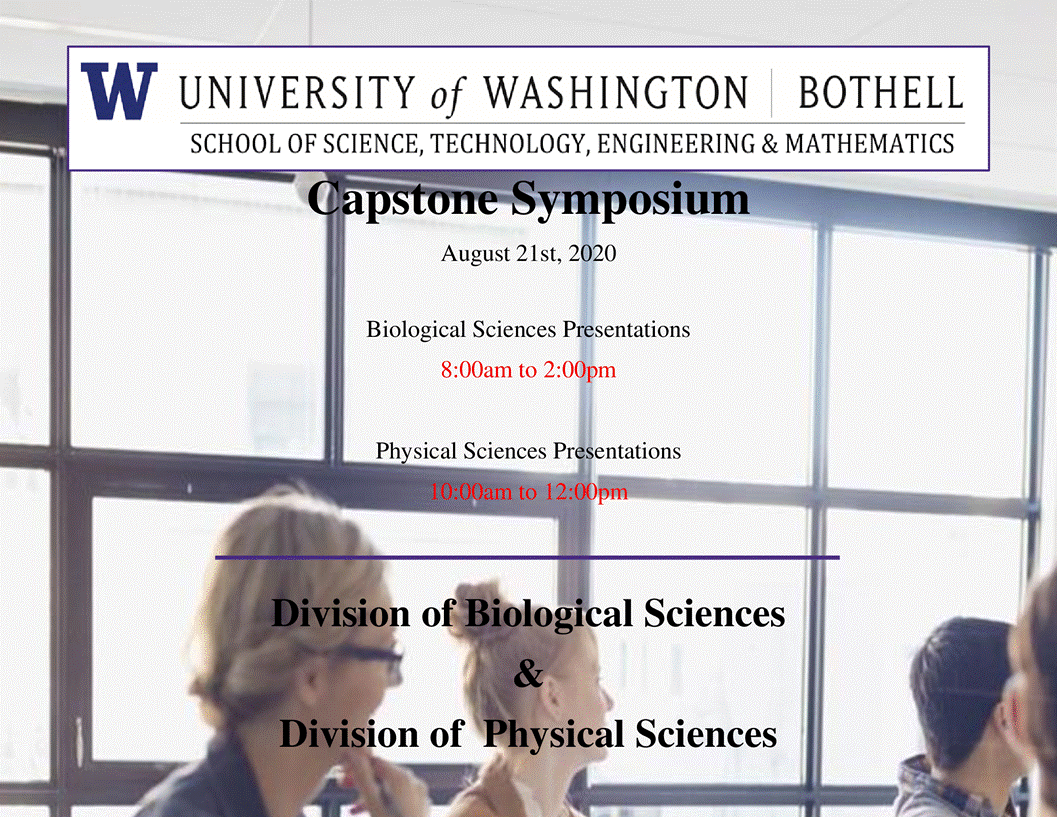 W UNIVERSITY of WASHINGTON | BOTHELL
SCHOOL OF SCIENCE, TECHNOLOGY, ENGINEERING & MATHEMATICS
Capstone Symposium
August 21st, 2020
Biological Sciences Presentations
8:00am to 2:00pm
Physical Sciences Presentations
10:00am to 12:00pm
Division of Biological Sciences
&
Division of  Physical Sciences